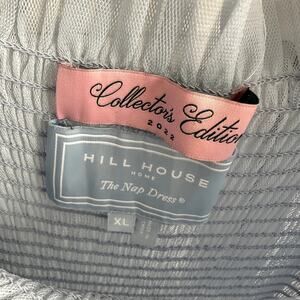 Collector's Edition
2022
HILL HOUSE
HOME
The Nap Dress®
XL